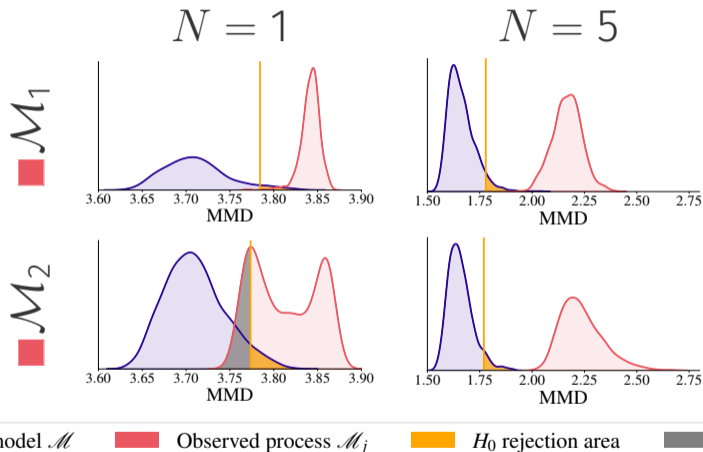 N = 1 N = 5
ℳ₁
3.60 3.65 3.70 3.75 3.80 3.85 3.90
MMD
1.50 1.75 2.00 2.25 2.50 2.75
MMD
ℳ₂
3.60 3.65 3.70 3.75 3.80 3.85 3.90
MMD
1.50 1.75 2.00 2.25 2.50 2.75
MMD
model ℳ Observed process ℳⱼ H₀ rejection area